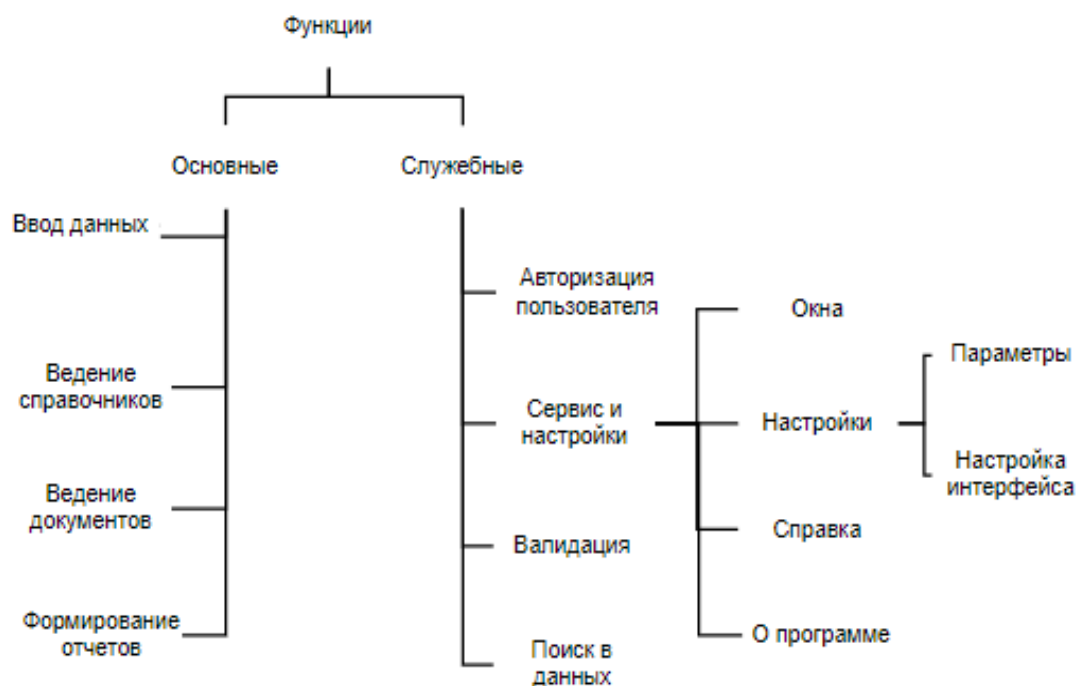 Функции
Основные
Служебные
Ввод данных
Ведение
справочников
Ведение
документов
Формирование
отчетов
Авторизация
пользователя
Сервис и
настройки
Валидация
Поиск в
данных
Окна
Настройки
Справка
О программе
Параметры
Настройка
интерфейса